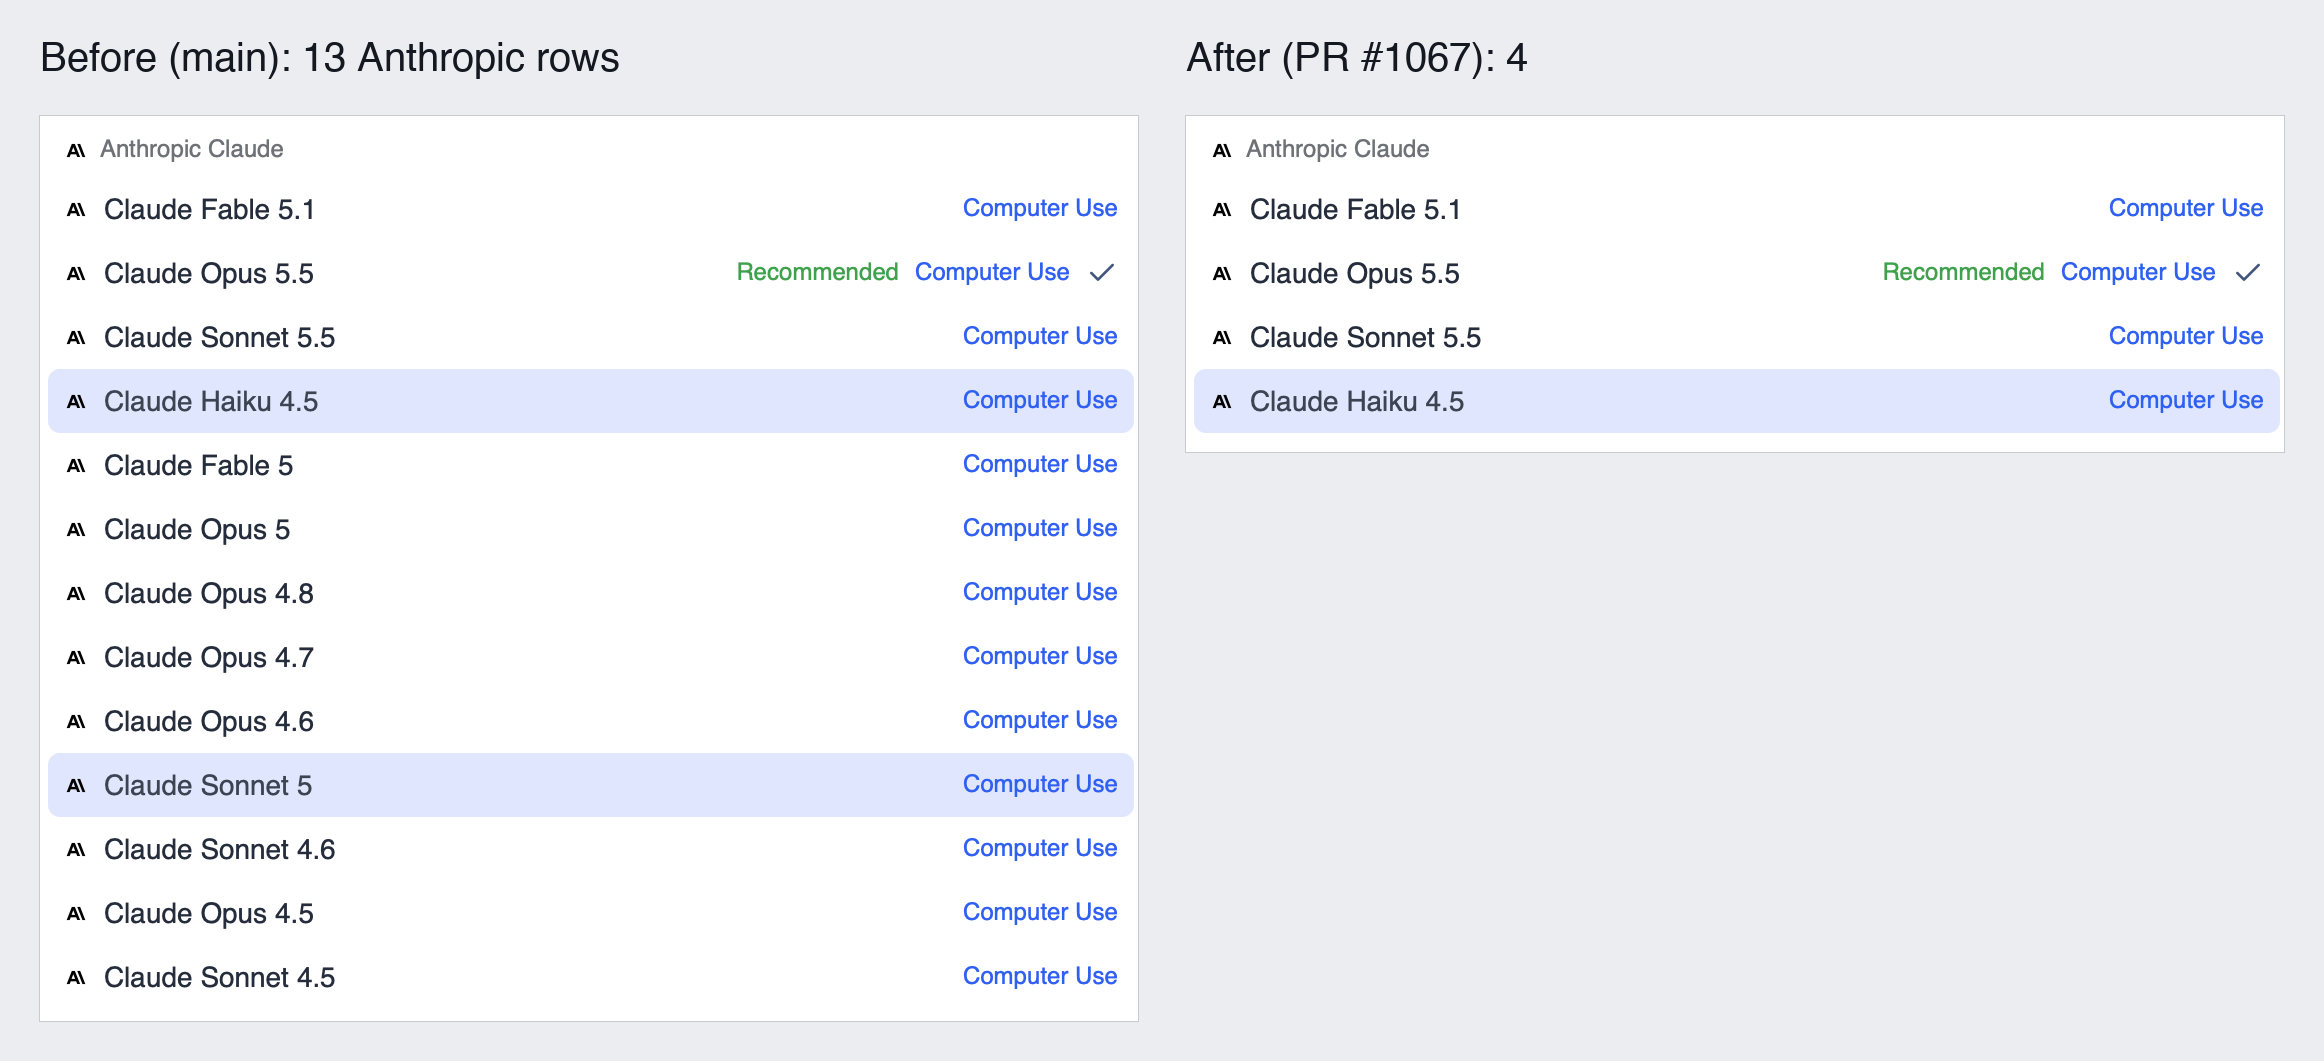 Before (main): 13 Anthropic rows
Anthropic Claude
Claude Fable 5.1 Computer Use
Claude Opus 5.5 Recommended Computer Use
Claude Sonnet 5.5 Computer Use
Claude Haiku 4.5 Computer Use
Claude Fable 5 Computer Use
Claude Opus 5 Computer Use
Claude Opus 4.8 Computer Use
Claude Opus 4.7 Computer Use
Claude Opus 4.6 Computer Use
Claude Sonnet 5 Computer Use
Claude Sonnet 4.6 Computer Use
Claude Opus 4.5 Computer Use
Claude Sonnet 4.5 Computer Use
After (PR #1067): 4
Anthropic Claude
Claude Fable 5.1 Computer Use
Claude Opus 5.5 Recommended Computer Use
Claude Sonnet 5.5 Computer Use
Claude Haiku 4.5 Computer Use